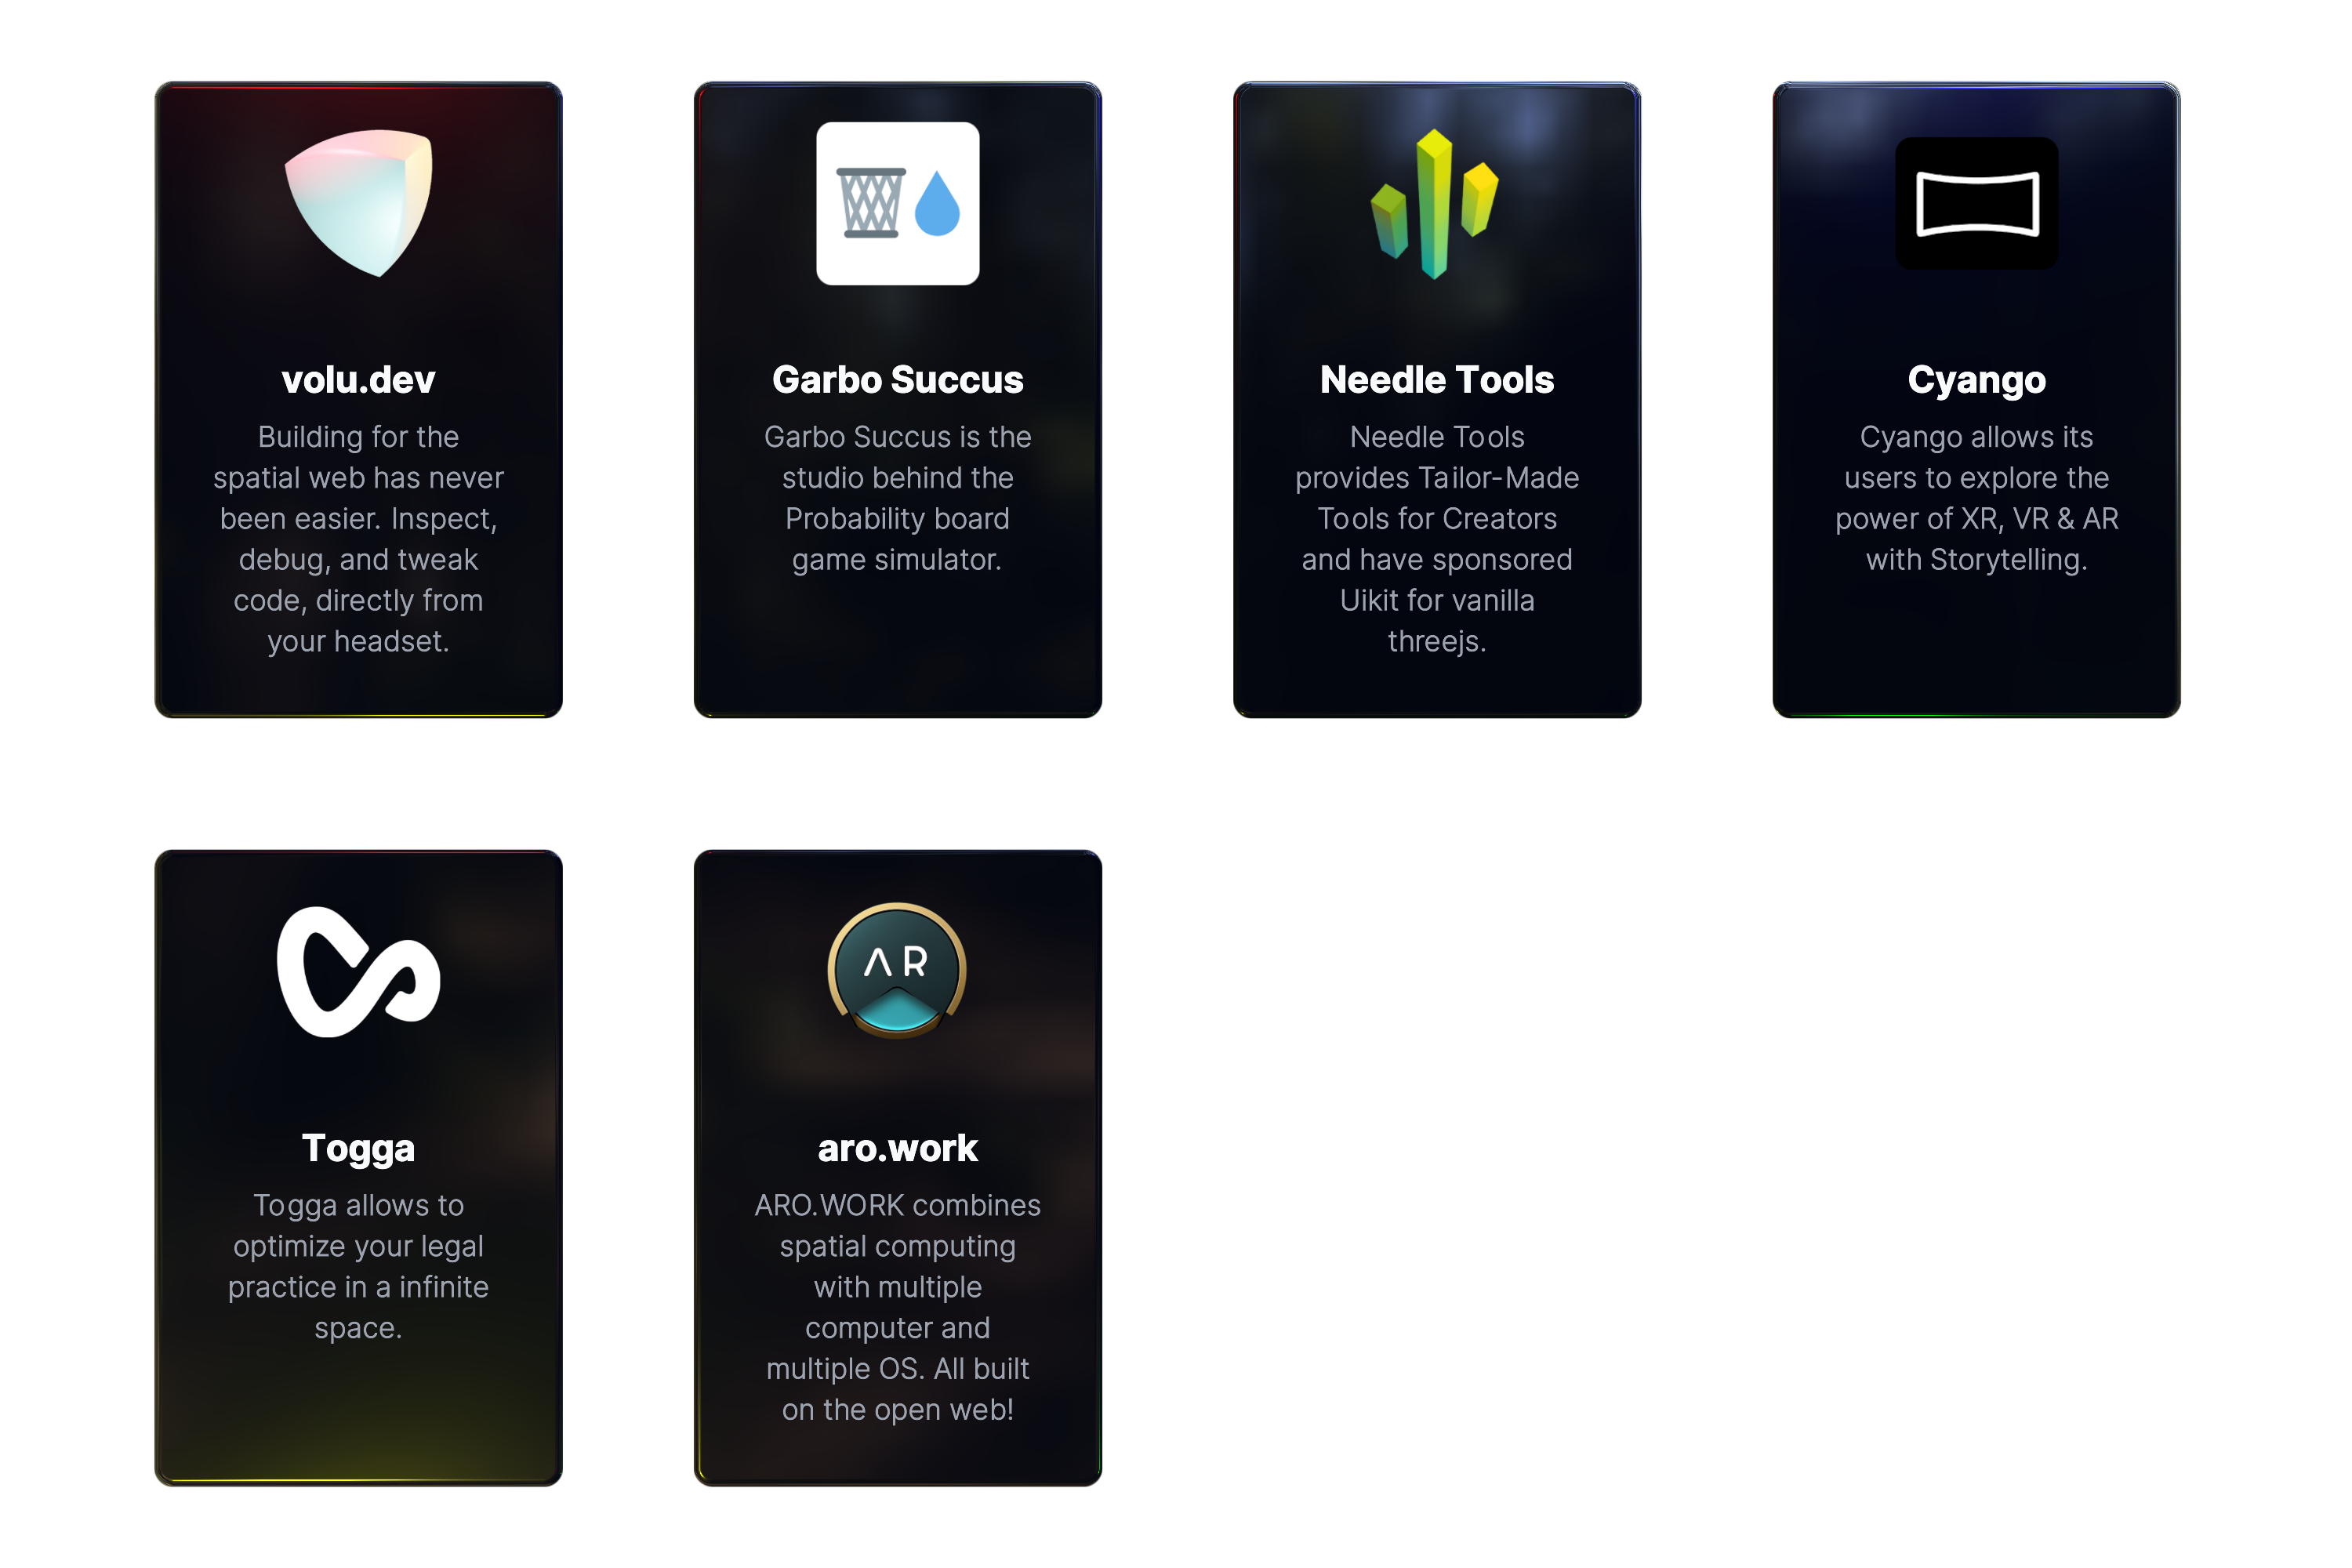 volu.dev
Building for the
spatial web has never
been easier. Inspect,
debug, and tweak
code, directly from
your headset.
Garbo Succus
Garbo Succus is the
studio behind the
Probability board
game simulator.
Needle Tools
Needle Tools
provides Tailor-Made
Tools for Creators
and have sponsored
Uikit for vanilla
threejs.
Cyango
Cyango allows its
users to explore the
power of XR, VR & AR
with Storytelling.
Togga
Togga allows to
optimize your legal
practice in a infinite
space.
AR
aro.work
ARO.WORK combines
spatial computing
with multiple
computer and
multiple OS. All built
on the open web!